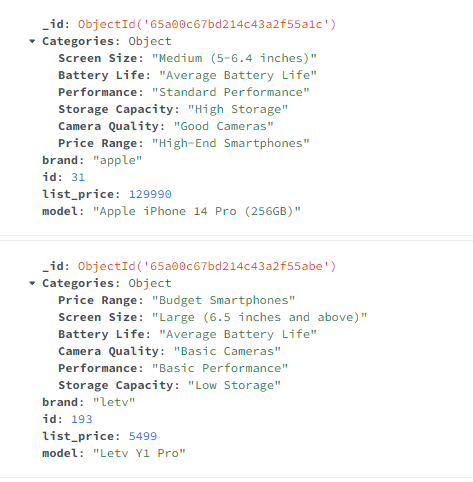 _id: ObjectId('65a00c67bd214c43a2f55a1c')
Categories: Object
Screen Size: "Medium (5-6.4 inches)"
Battery Life: "Average Battery Life"
Performance: "Standard Performance"
Storage Capacity: "High Storage"
Camera Quality: "Good Cameras"
Price Range: "High-End Smartphones"
brand: "apple"
id: 31
list_price: 129990
model: "Apple iPhone 14 Pro (256GB)"
_id: ObjectId('65a00c67bd214c43a2f55abe')
Categories: Object
Price Range: "Budget Smartphones"
Screen Size: "Large (6.5 inches and above)"
Battery Life: "Average Battery Life"
Camera Quality: "Basic Cameras"
Performance: "Basic Performance"
Storage Capacity: "Low Storage"
brand: "letv"
id: 193
list_price: 5499
model: "Letv Y1 Pro"